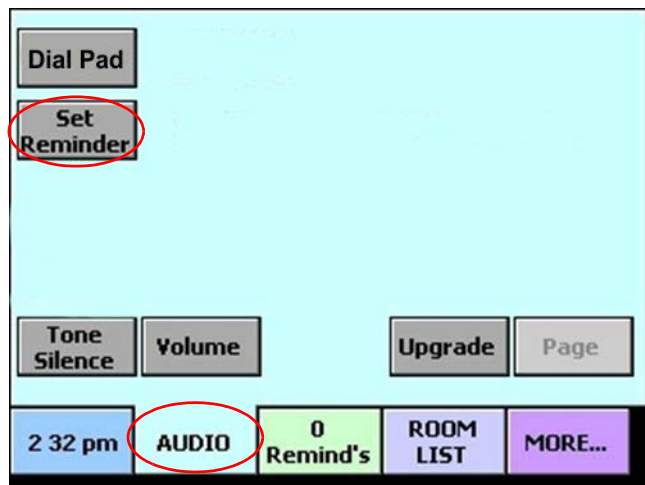 Dial Pad
Set
Reminder
Tone
Silence
Volume
Upgrade
Page
2 32 pm
AUDIO
0
Remind's
ROOM
LIST
MORE...